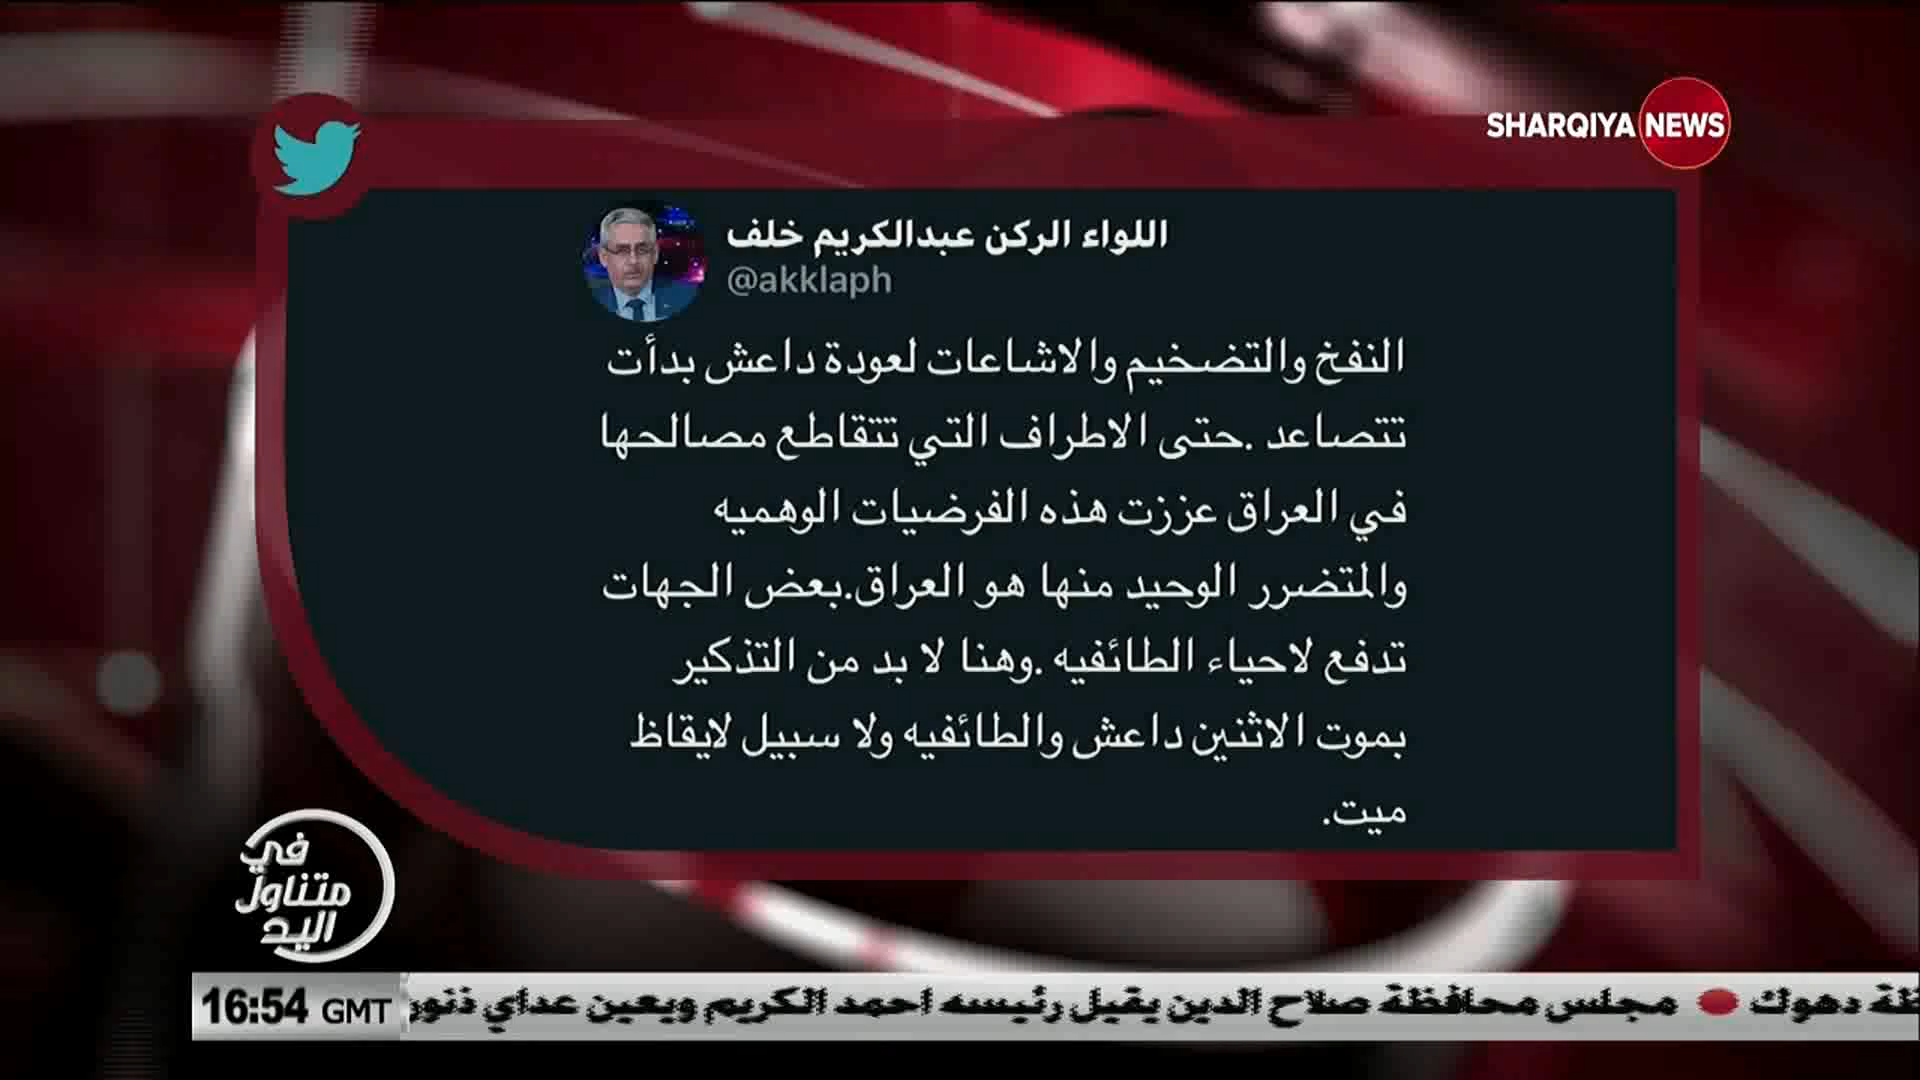 SHARQIYA NEWS
اللواء الركن عبدالكريم خلف
@akklaph
النفخ والتضخيم والاشاعات لعودة داعش بدأت
تتصاعد .حتى الاطراف التي تتقاطع مصالحها
في العراق عززت هذه الفرضيات الوهميه
والمتضرر الوحيد منها هو العراق.بعض الجهات
تدفع لاحياء الطائفيه .وهنا لا بد من التذكير
بموت الاثنين داعش والطائفيه ولا سبيل لايقاظ
ميت.
في
متناول
اليد
16:54 GMT
دهوك ● مجلس محافظة صلاح الدين يقيل رئيسه احمد الكريم ويعين عداي